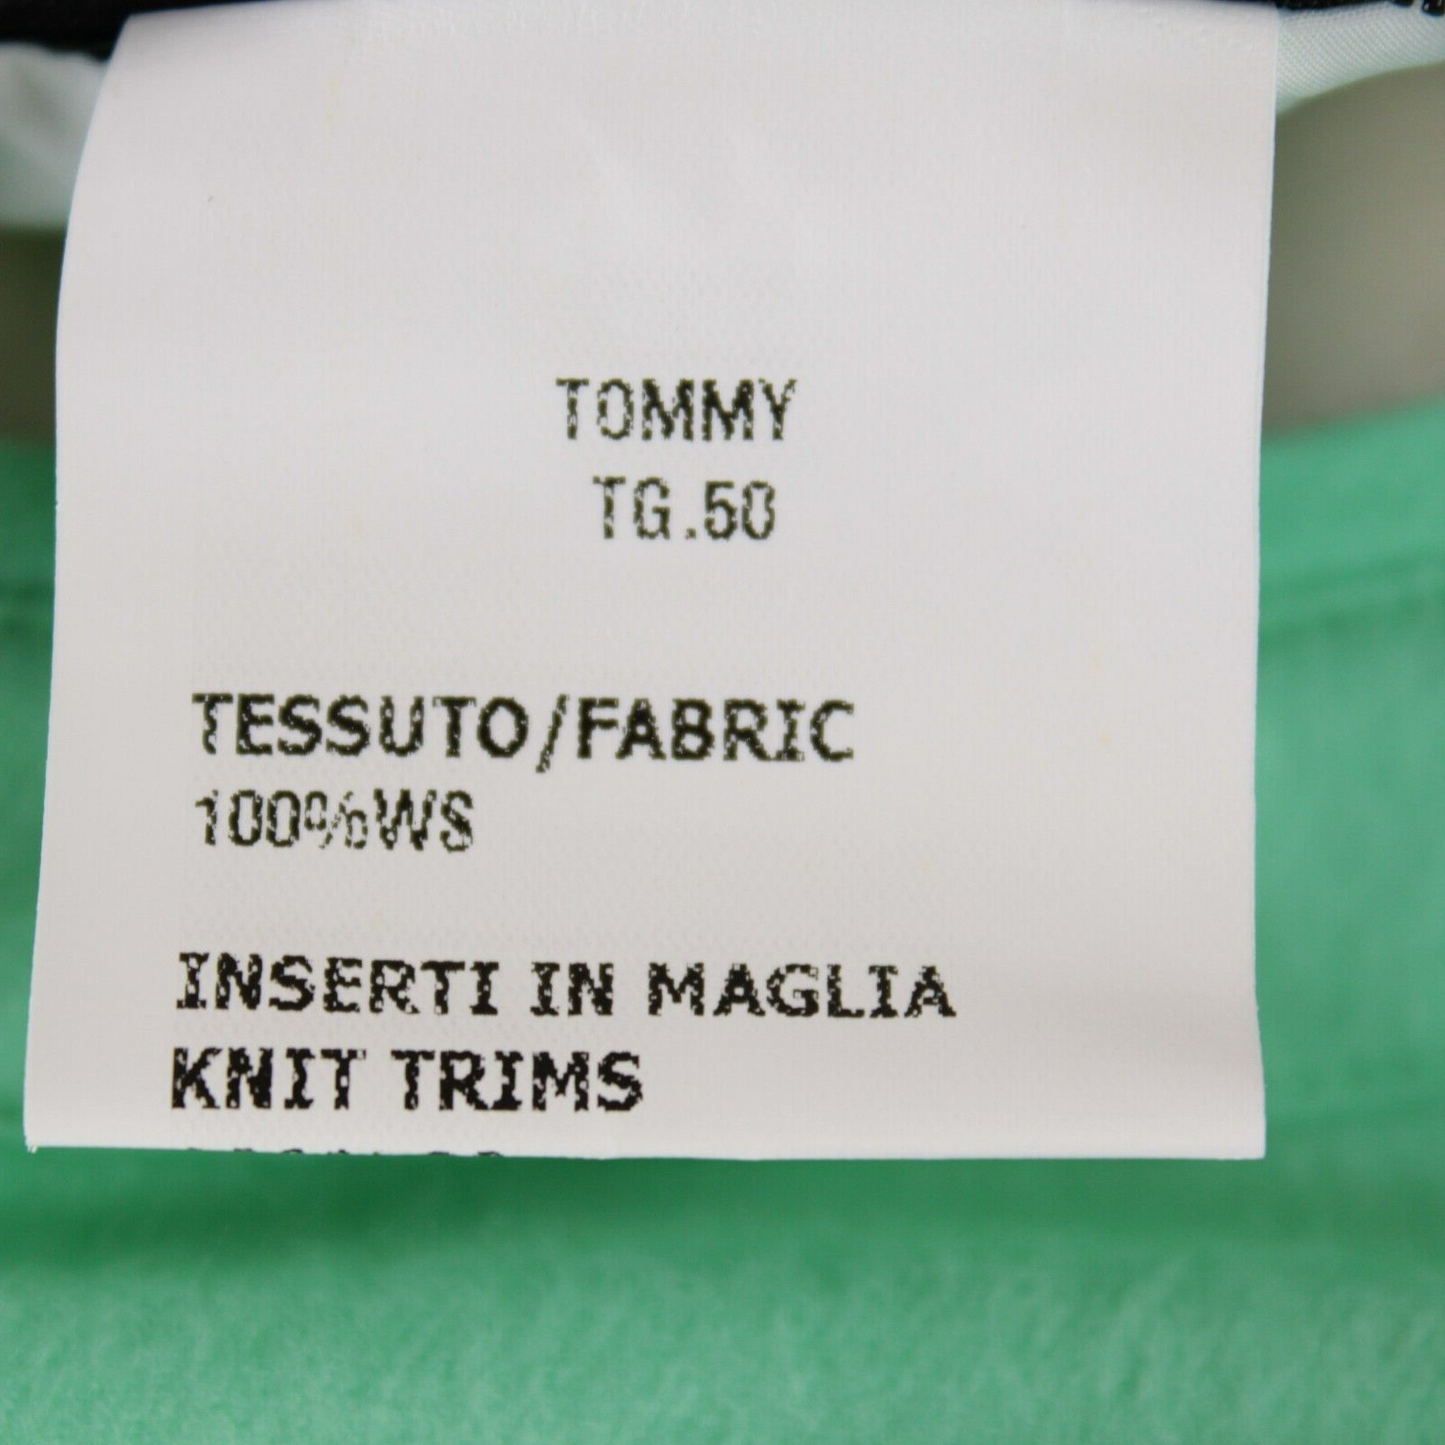 TOMMY
TG.50
TESSUTO/FABRIC
100%WS
INSERTI IN MAGLIA
KNIT TRIMS